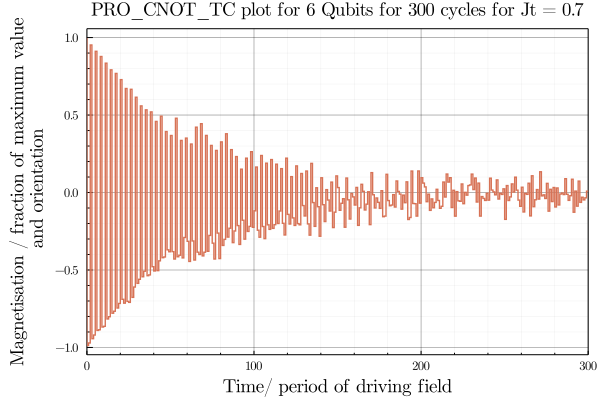 PRO_CNOT_TC plot for 6 Qubits for 300 cycles for Jt = 0.7
Magnetisation / fraction of maximum value
and orientation
1.0
0.5
0.0
−0.5
−1.0
0
100
200
300
Time/ period of driving field